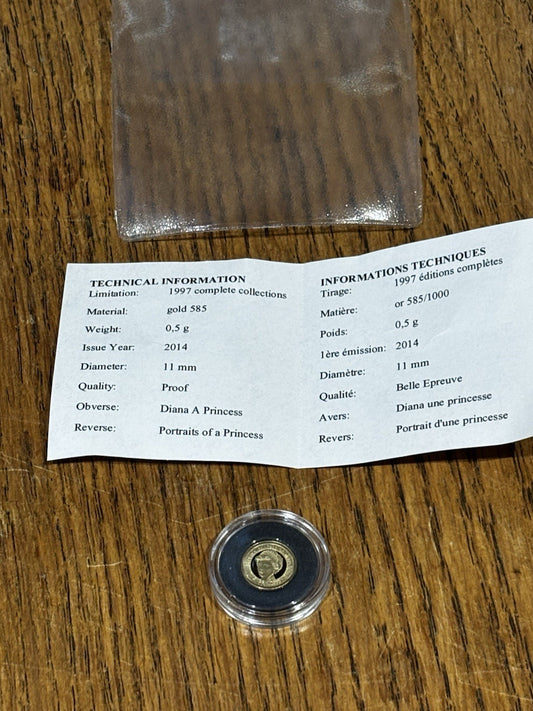 TECHNICAL INFORMATION
Limitation: 1997 complete collections
Material: gold 585
Weight: 0,5 g
Issue Year: 2014
Diameter: 11 mm
Quality: Proof
Obverse: Diana A Princess
Reverse: Portraits of a Princess
INFORMATIONS TECHNIQUES
Tirage: 1997 éditions complètes
Matière: or 585/1000
Poids: 0,5 g
1ère émission: 2014
Diamètre: 11 mm
Qualité: Belle Epreuve
Avers: Diana une princesse
Revers: Portrait d'une princesse